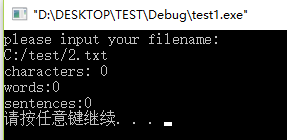 "D:\DESKTOP\TEST\Debug\test1.exe"
please input your filename:
C:/test/2.txt
characters: 0
words:0
sentences:0
请按任意键继续. . .